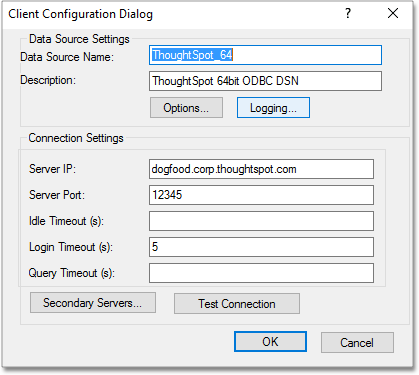 Client Configuration Dialog
Data Source Settings
Data Source Name: ThoughtSpot_64
Description: ThoughtSpot 64bit ODBC DSN
Options... Logging...
Connection Settings
Server IP: dogfood.corp.thoughtspot.com
Server Port: 12345
Idle Timeout (s):
Login Timeout (s): 5
Query Timeout (s):
Secondary Servers... Test Connection
OK Cancel